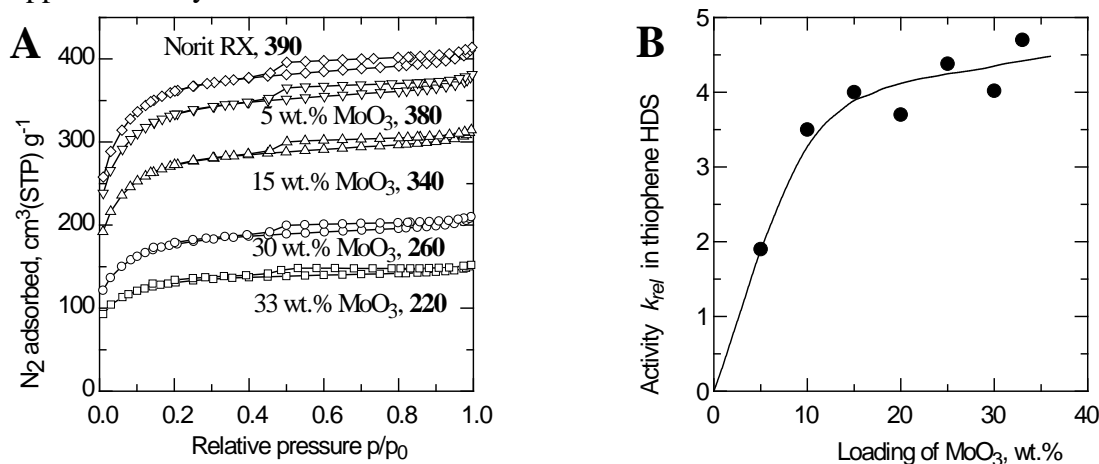 A
Norit RX, 390
5 wt.% MoO₃, 380
15 wt.% MoO₃, 340
30 wt.% MoO₃, 260
33 wt.% MoO₃, 220
N₂ adsorbed, cm³(STP) g⁻¹
400
300
200
100
0
0.0 0.2 0.4 0.6 0.8 1.0
Relative pressure p/p₀
B
Activity k_rel in thiophene HDS
5
4
3
2
1
0
0 10 20 30 40
Loading of MoO₃, wt.%